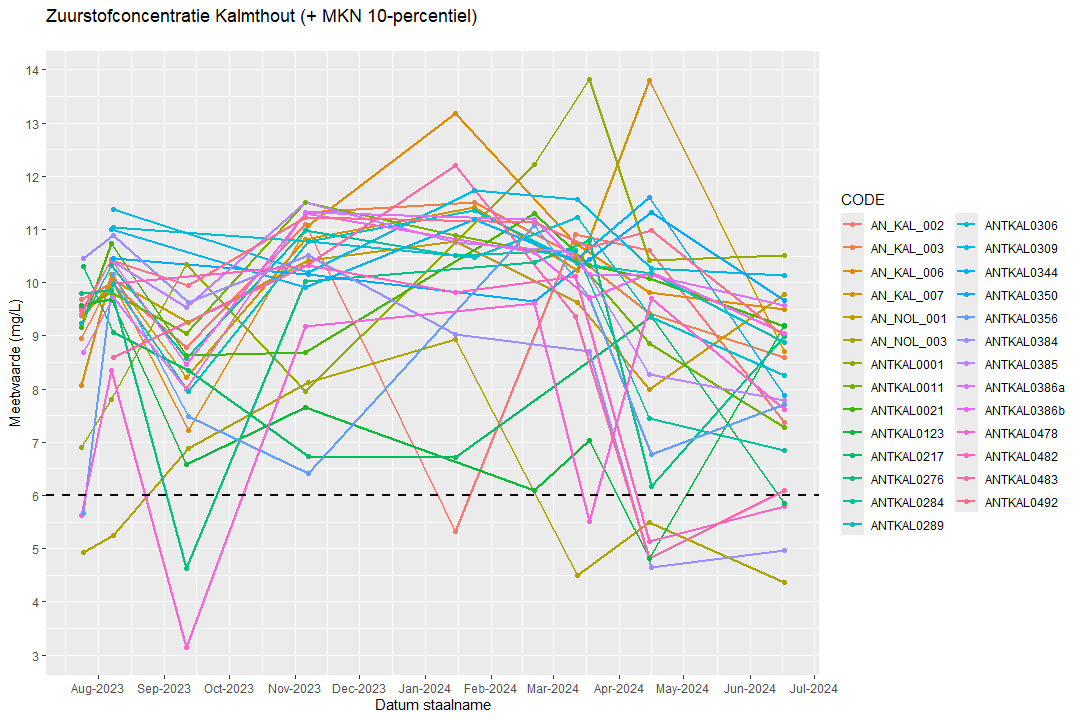 Zuurstofconcentratie Kalmthout (+ MKN 10-percentiel)
14
13
12
11
10
9
8
7
6
5
4
3
Meetwaarde (mg/L)
Aug-2023 Sep-2023 Oct-2023 Nov-2023 Dec-2023 Jan-2024 Feb-2024 Mar-2024 Apr-2024 May-2024 Jun-2024 Jul-2024
Datum staalname
CODE
AN_KAL_002
AN_KAL_003
AN_KAL_006
AN_KAL_007
AN_NOL_001
AN_NOL_003
ANTKAL0001
ANTKAL0011
ANTKAL0021
ANTKAL0123
ANTKAL0217
ANTKAL0276
ANTKAL0284
ANTKAL0289
ANTKAL0306
ANTKAL0309
ANTKAL0344
ANTKAL0350
ANTKAL0356
ANTKAL0384
ANTKAL0385
ANTKAL0386a
ANTKAL0386b
ANTKAL0478
ANTKAL0482
ANTKAL0483
ANTKAL0492